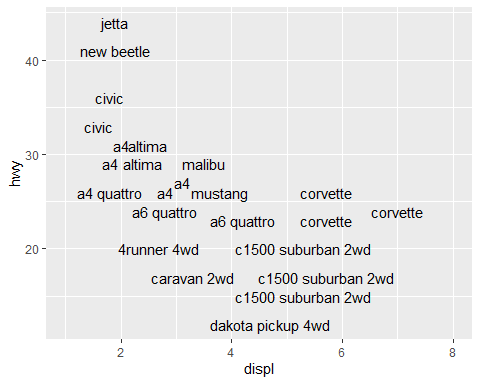 jetta
new beetle
civic
civic
a4altima
a4 altima malibu
a4
a4 quattro a4 mustang corvette
a6 quattro corvette
a6 quattro corvette
4runner 4wd c1500 suburban 2wd
caravan 2wd c1500 suburban 2wd
c1500 suburban 2wd
dakota pickup 4wd
40
30
20
hwy
2 4 6 8
displ